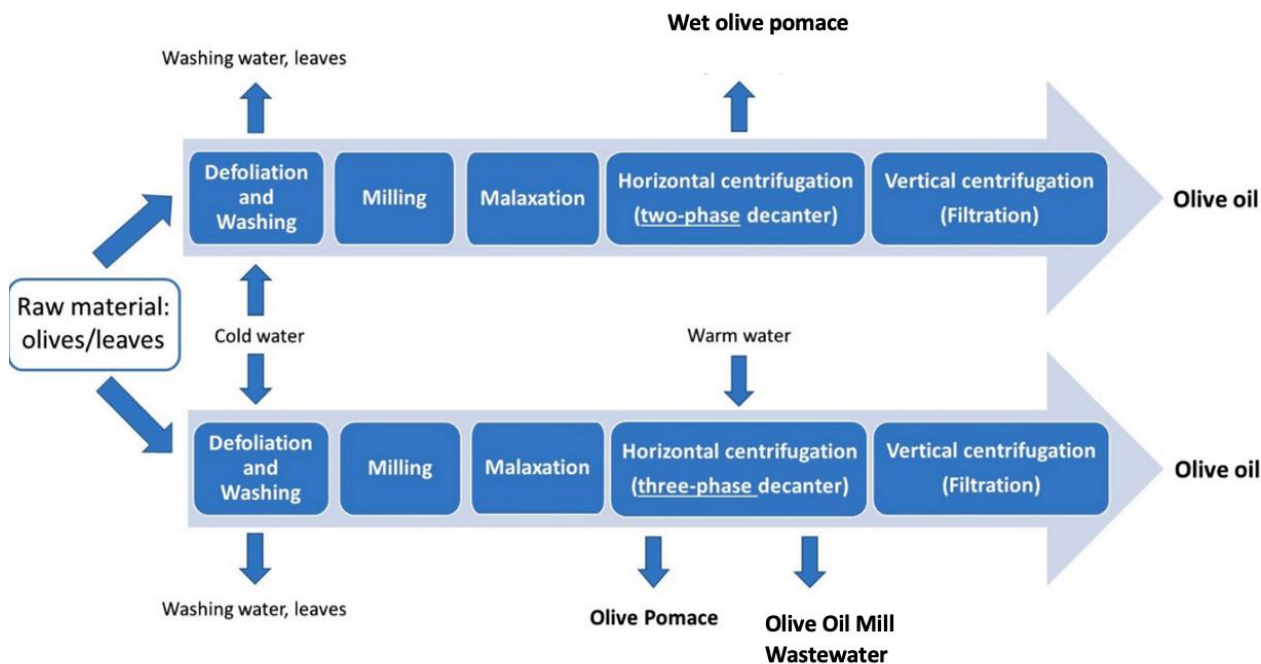 Wet olive pomace
Washing water, leaves
Defoliation
and
Washing
Milling
Malaxation
Horizontal centrifugation
(two-phase decanter)
Vertical centrifugation
(Filtration)
Olive oil
Raw material:
olives/leaves
Cold water
Warm water
Defoliation
and
Washing
Milling
Malaxation
Horizontal centrifugation
(three-phase decanter)
Vertical centrifugation
(Filtration)
Olive oil
Washing water, leaves
Olive Pomace
Olive Oil Mill
Wastewater